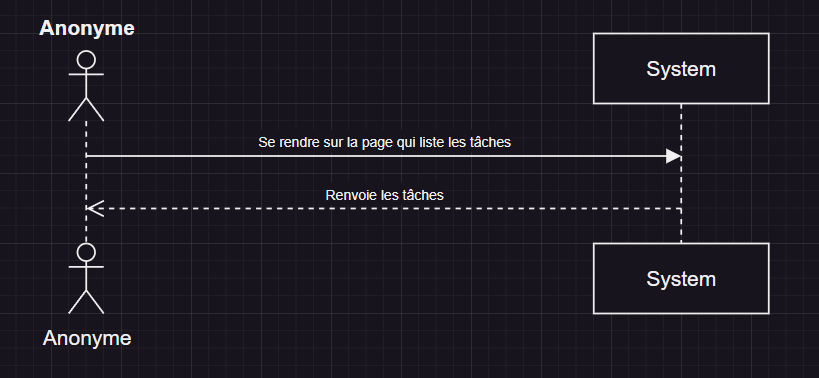 Anonyme
System
Se rendre sur la page qui liste les tâches
Renvoie les tâches
System
Anonyme